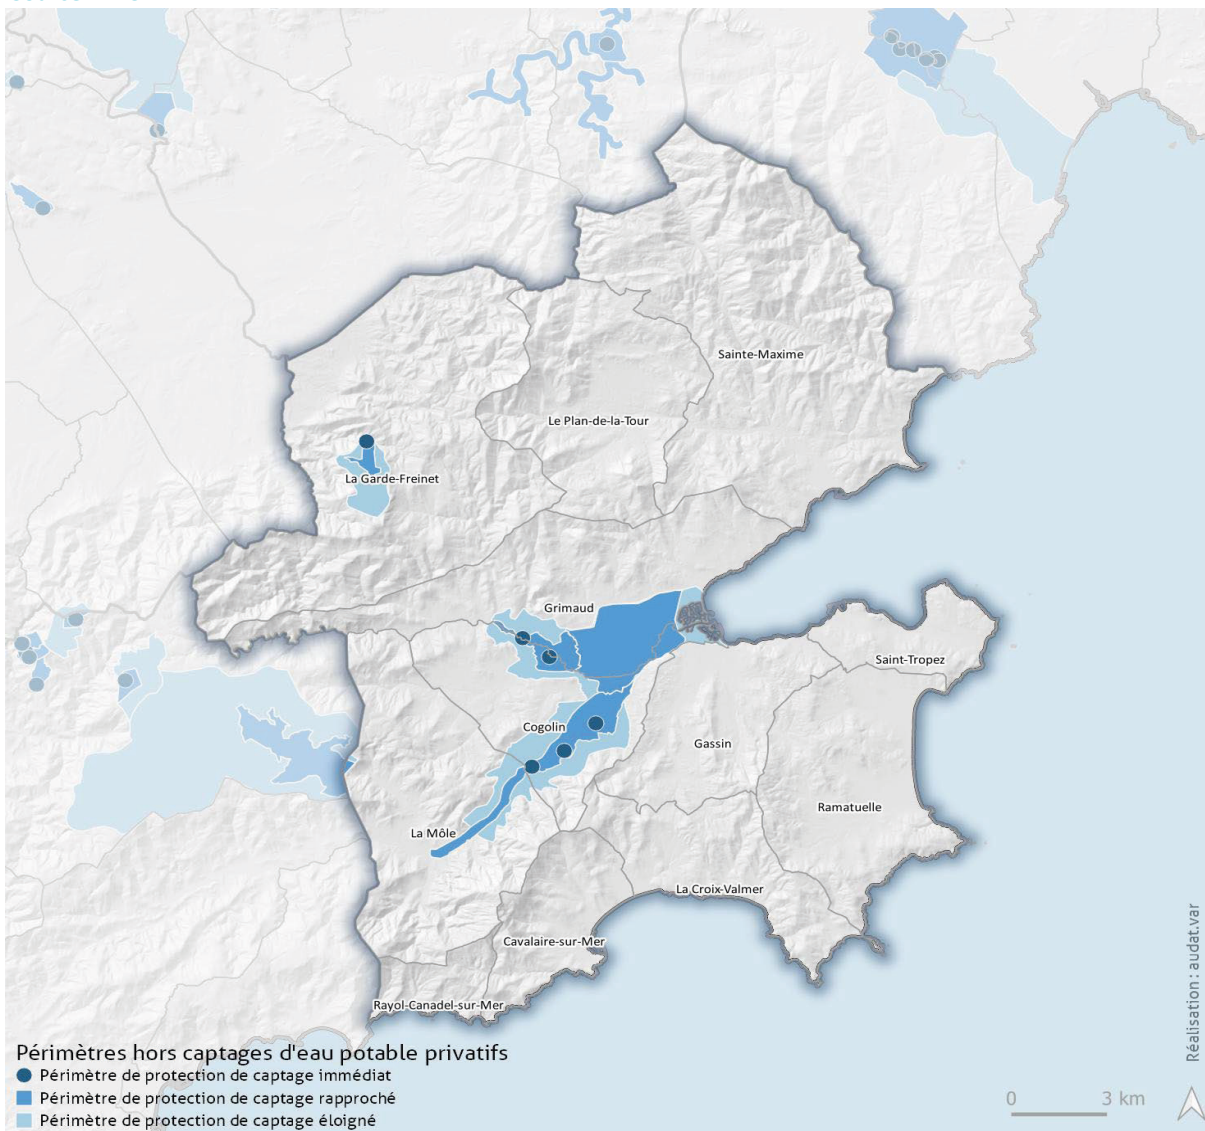 Sainte-Maxime
Le Plan-de-la-Tour
La Garde-Freinet
Grimaud
Saint-Tropez
Cogolin
Gassin
Ramatuelle
La Môle
La Croix-Valmer
Cavalaire-sur-Mer
Rayol-Canadel-sur-Mer
Réalisation : audat.var
Périmètres hors captages d'eau potable privatifs
Périmètre de protection de captage immédiat
Périmètre de protection de captage rapproché
Périmètre de protection de captage éloigné
0 3 km